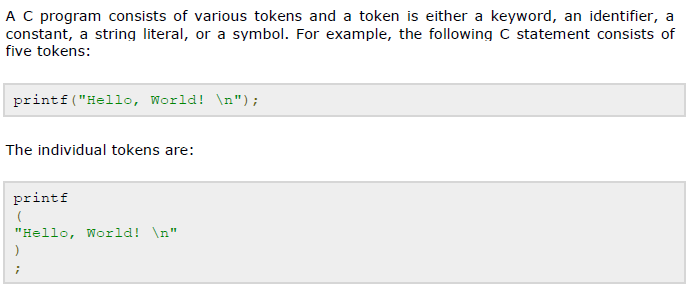 A C program consists of various tokens and a token is either a keyword, an identifier, a
constant, a string literal, or a symbol. For example, the following C statement consists of
five tokens:
printf("Hello, World! \n");
The individual tokens are:
printf
(
"Hello, World! \n"
)
;